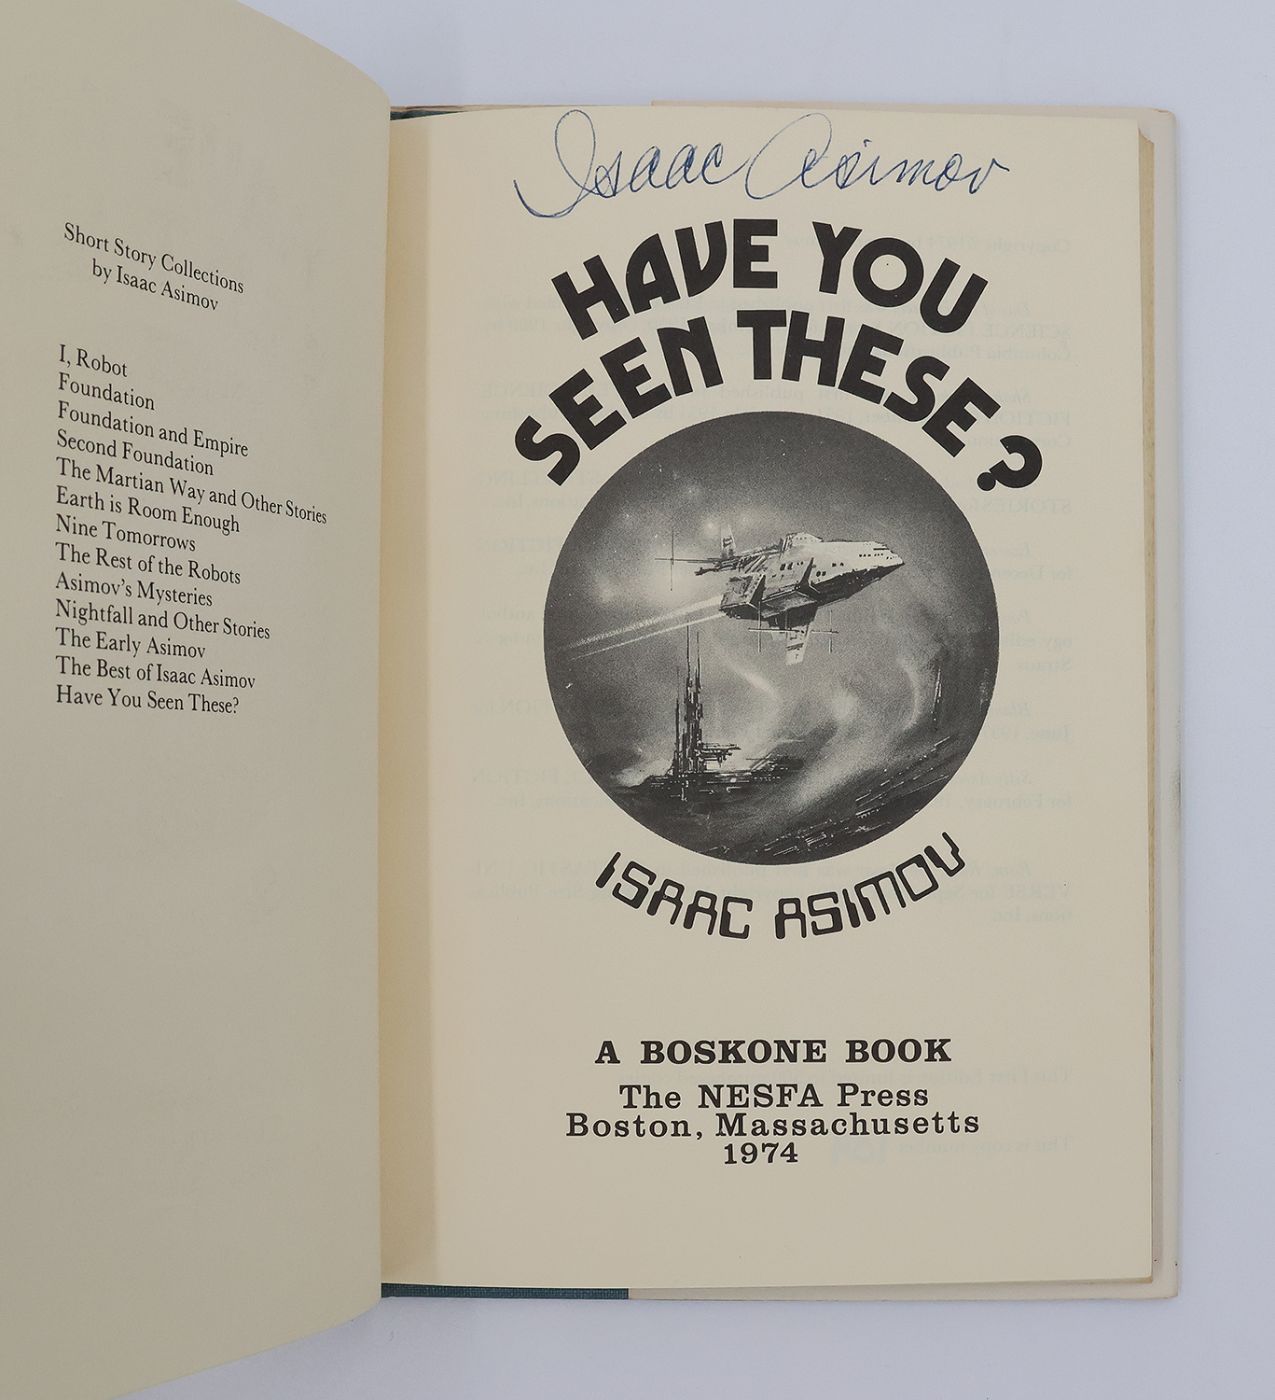 Short Story Collections
by Isaac Asimov
I, Robot
Foundation
Foundation and Empire
Second Foundation
The Martian Way and Other Stories
Earth is Room Enough
Nine Tomorrows
The Rest of the Robots
Asimov's Mysteries
Nightfall and Other Stories
The Early Asimov
The Best of Isaac Asimov
Have You Seen These?
Isaac Asimov
HAVE YOU
SEEN THESE?
ISAAC ASIMOV
A BOSKONE BOOK
The NESFA Press
Boston, Massachusetts
1974